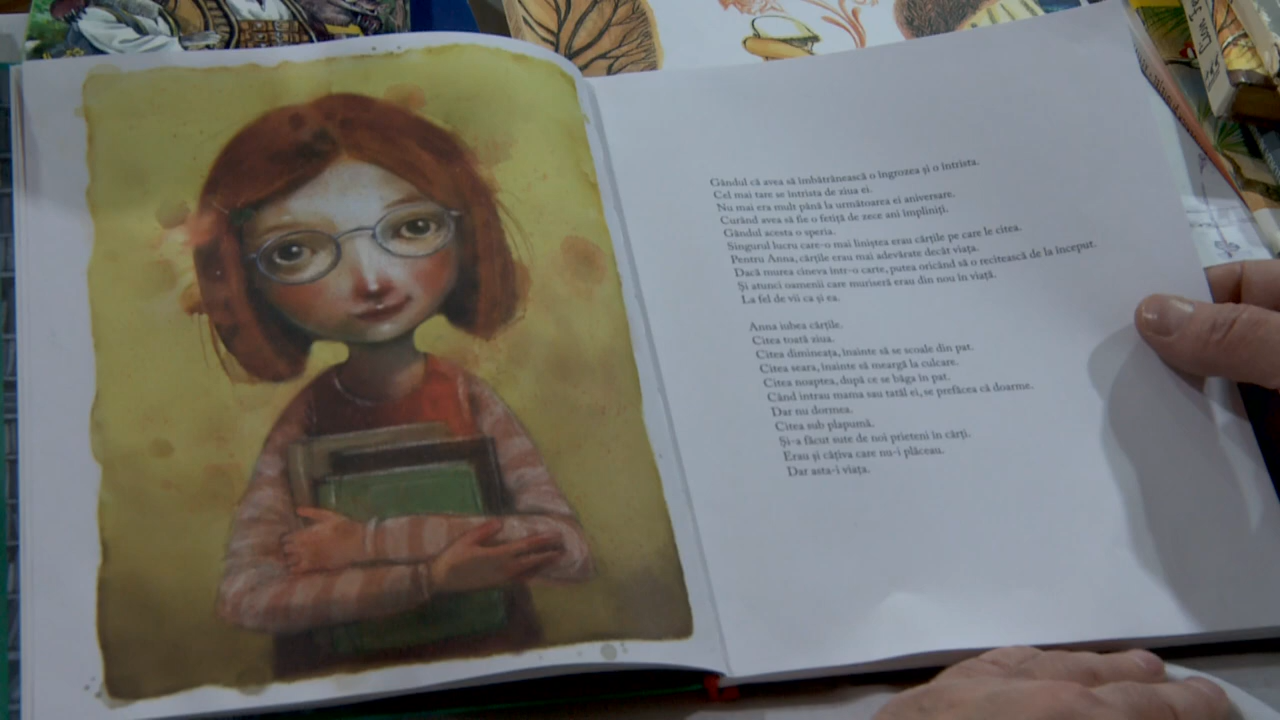 Gândul că avea să îmbătrânească o îngrozea și o întrista.
Cel mai tare se întrista de ziua ei.
Nu mai era mult până la următoarea ei aniversare.
Curând avea să fie o fetiță de zece ani împliniți.
Gândul acesta o speria.
Singurul lucru care-o mai liniștea erau cărțile pe care le citea.
Pentru Anna, cărțile erau mai adevărate decât viața.
Dacă murea cineva într-o carte, putea oricând să o recitească de la început.
Și atunci oamenii care muriseră erau din nou în viață.
La fel de vii ca și ea.
Anna iubea cărțile.
Citea toată ziua.
Citea dimineața, înainte să se scoale din pat.
Citea seara, înainte să meargă la culcare.
Citea noaptea, după ce se băga în pat.
Când intrau mama sau tatăl ei, se prefăcea că doarme.
Dar nu dormea.
Citea sub plapumă.
Și-a făcut sute de noi prieteni în cărți.
Erau și câțiva care nu-i plăceau.
Dar asta-i viața.